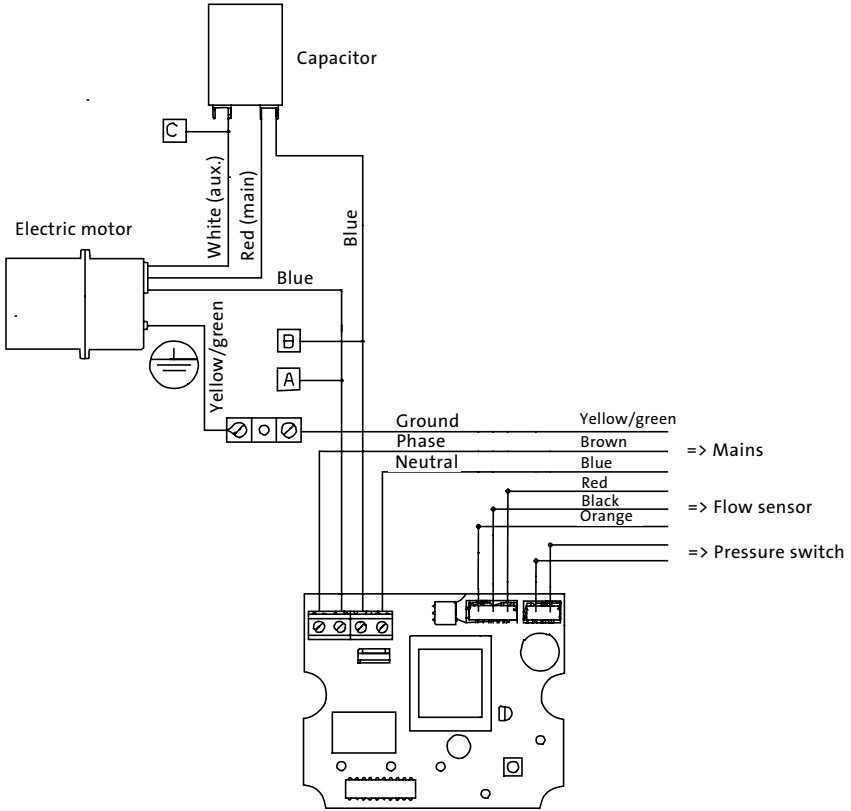 Capacitor
C
White (aux.)
Red (main)
Blue
Electric motor
Blue
Yellow/green
B
A
Ground Yellow/green
Phase Brown => Mains
Neutral Blue
Red
Black => Flow sensor
Orange
=> Pressure switch